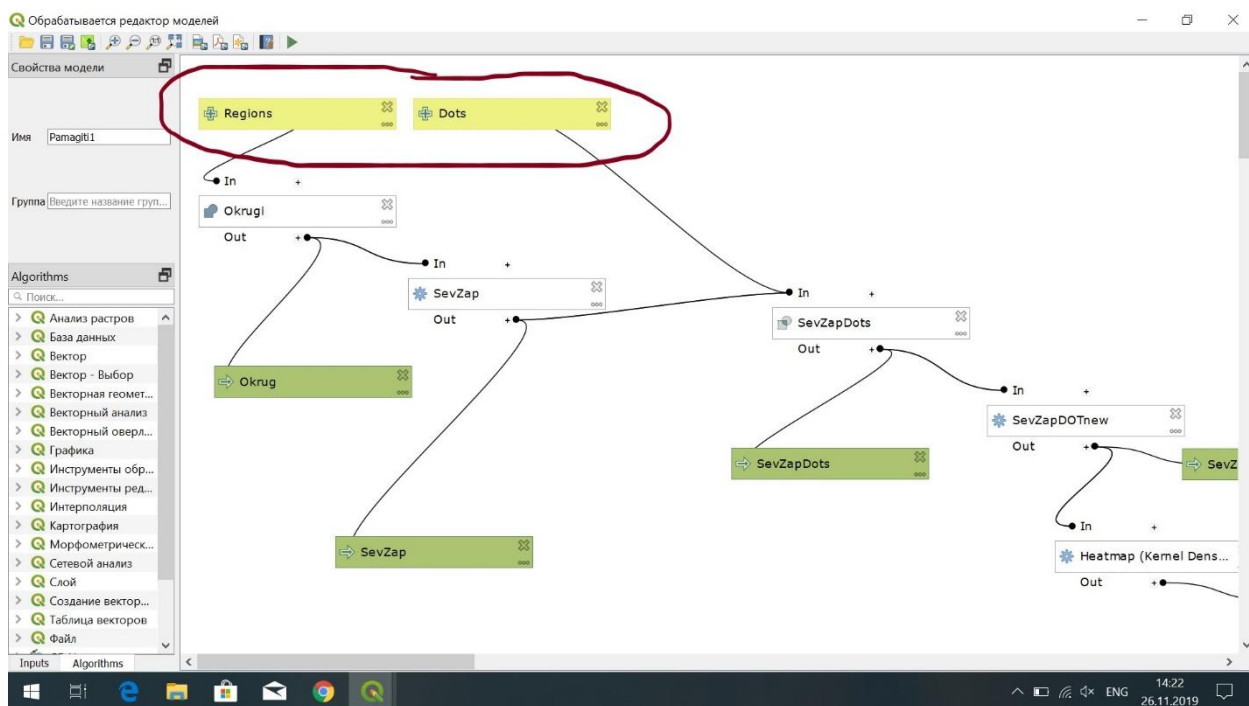 Обрабатывается редактор моделей
Свойства модели
Имя Pamagiti1
Группа Введите название груп...
Algorithms
Поиск...
Анализ растров
База данных
Вектор
Вектор - Выбор
Векторная геомет...
Векторный анализ
Векторный оверл...
Графика
Инструменты обр...
Инструменты ред...
Интерполяция
Картография
Морфометрическ...
Сетевой анализ
Слой
Создание вектор...
Таблица векторов
Файл
Inputs Algorithms
Regions
Dots
In +
Okrugi
Out +
In +
SevZap
Out +
In +
SevZapDots
Out +
Okrug
In +
SevZapDOTnew
Out +
SevZapDots
SevZ
In +
SevZap
Heatmap (Kernel Dens...
Out +
ENG
14:22
26.11.2019